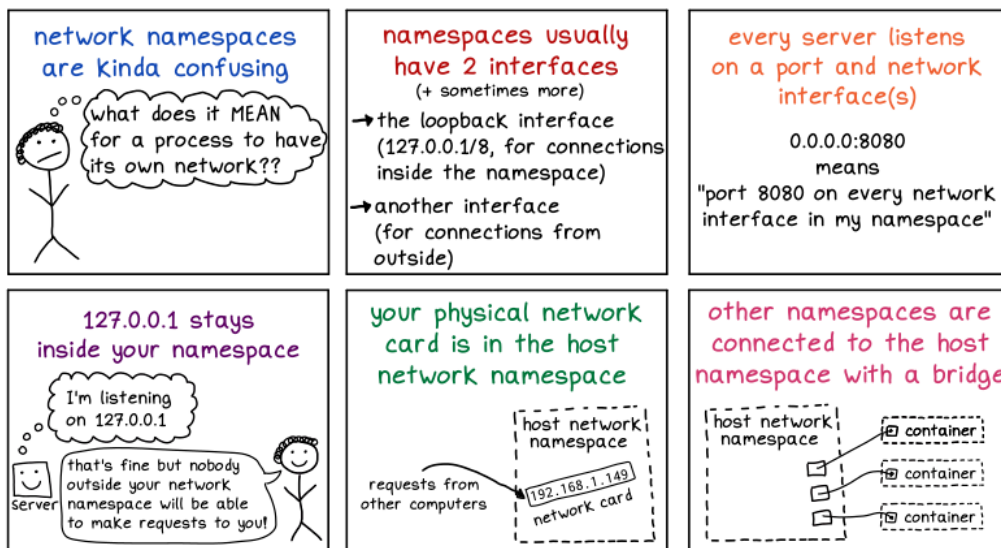 network namespaces
are kinda confusing
what does it MEAN
for a process to have
its own network??
namespaces usually
have 2 interfaces
(+ sometimes more)
→ the loopback interface
(127.0.0.1/8, for connections
inside the namespace)
→ another interface
(for connections from
outside)
every server listens
on a port and network
interface(s)
0.0.0.0:8080
means
"port 8080 on every network
interface in my namespace"
127.0.0.1 stays
inside your namespace
I'm listening
on 127.0.0.1
server
that's fine but nobody
outside your network
namespace will be able
to make requests to you!
your physical network
card is in the host
network namespace
host network
namespace
requests from
other computers
192.168.1.149
network card
other namespaces are
connected to the host
namespace with a bridge
host network
namespace
container
container
container